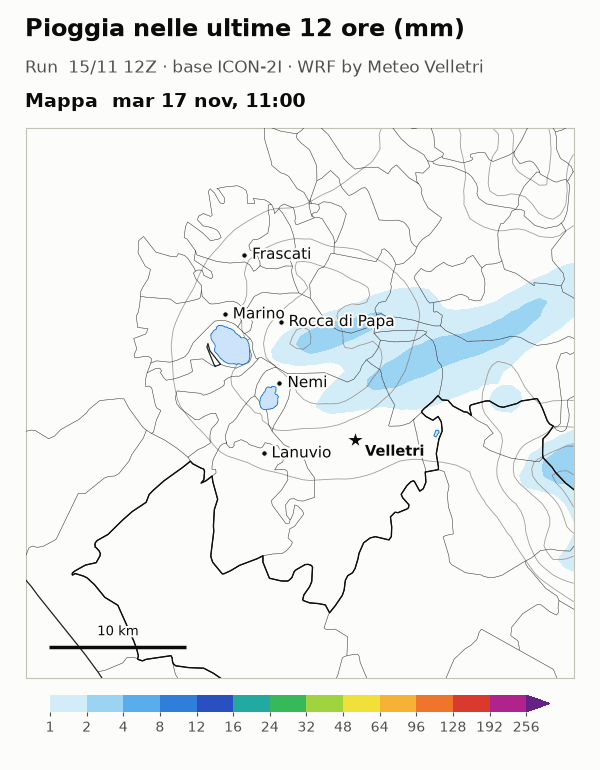 Pioggia nelle ultime 12 ore (mm)
Run  15/11 12Z · base ICON-2I · WRF by Meteo Velletri
Mappa  mar 17 nov, 11:00
Frascati
Marino
Rocca di Papa
Nemi
Velletri
Lanuvio
10 km
1 2 4 8 12 16 24 32 48 64 96 128 192 256